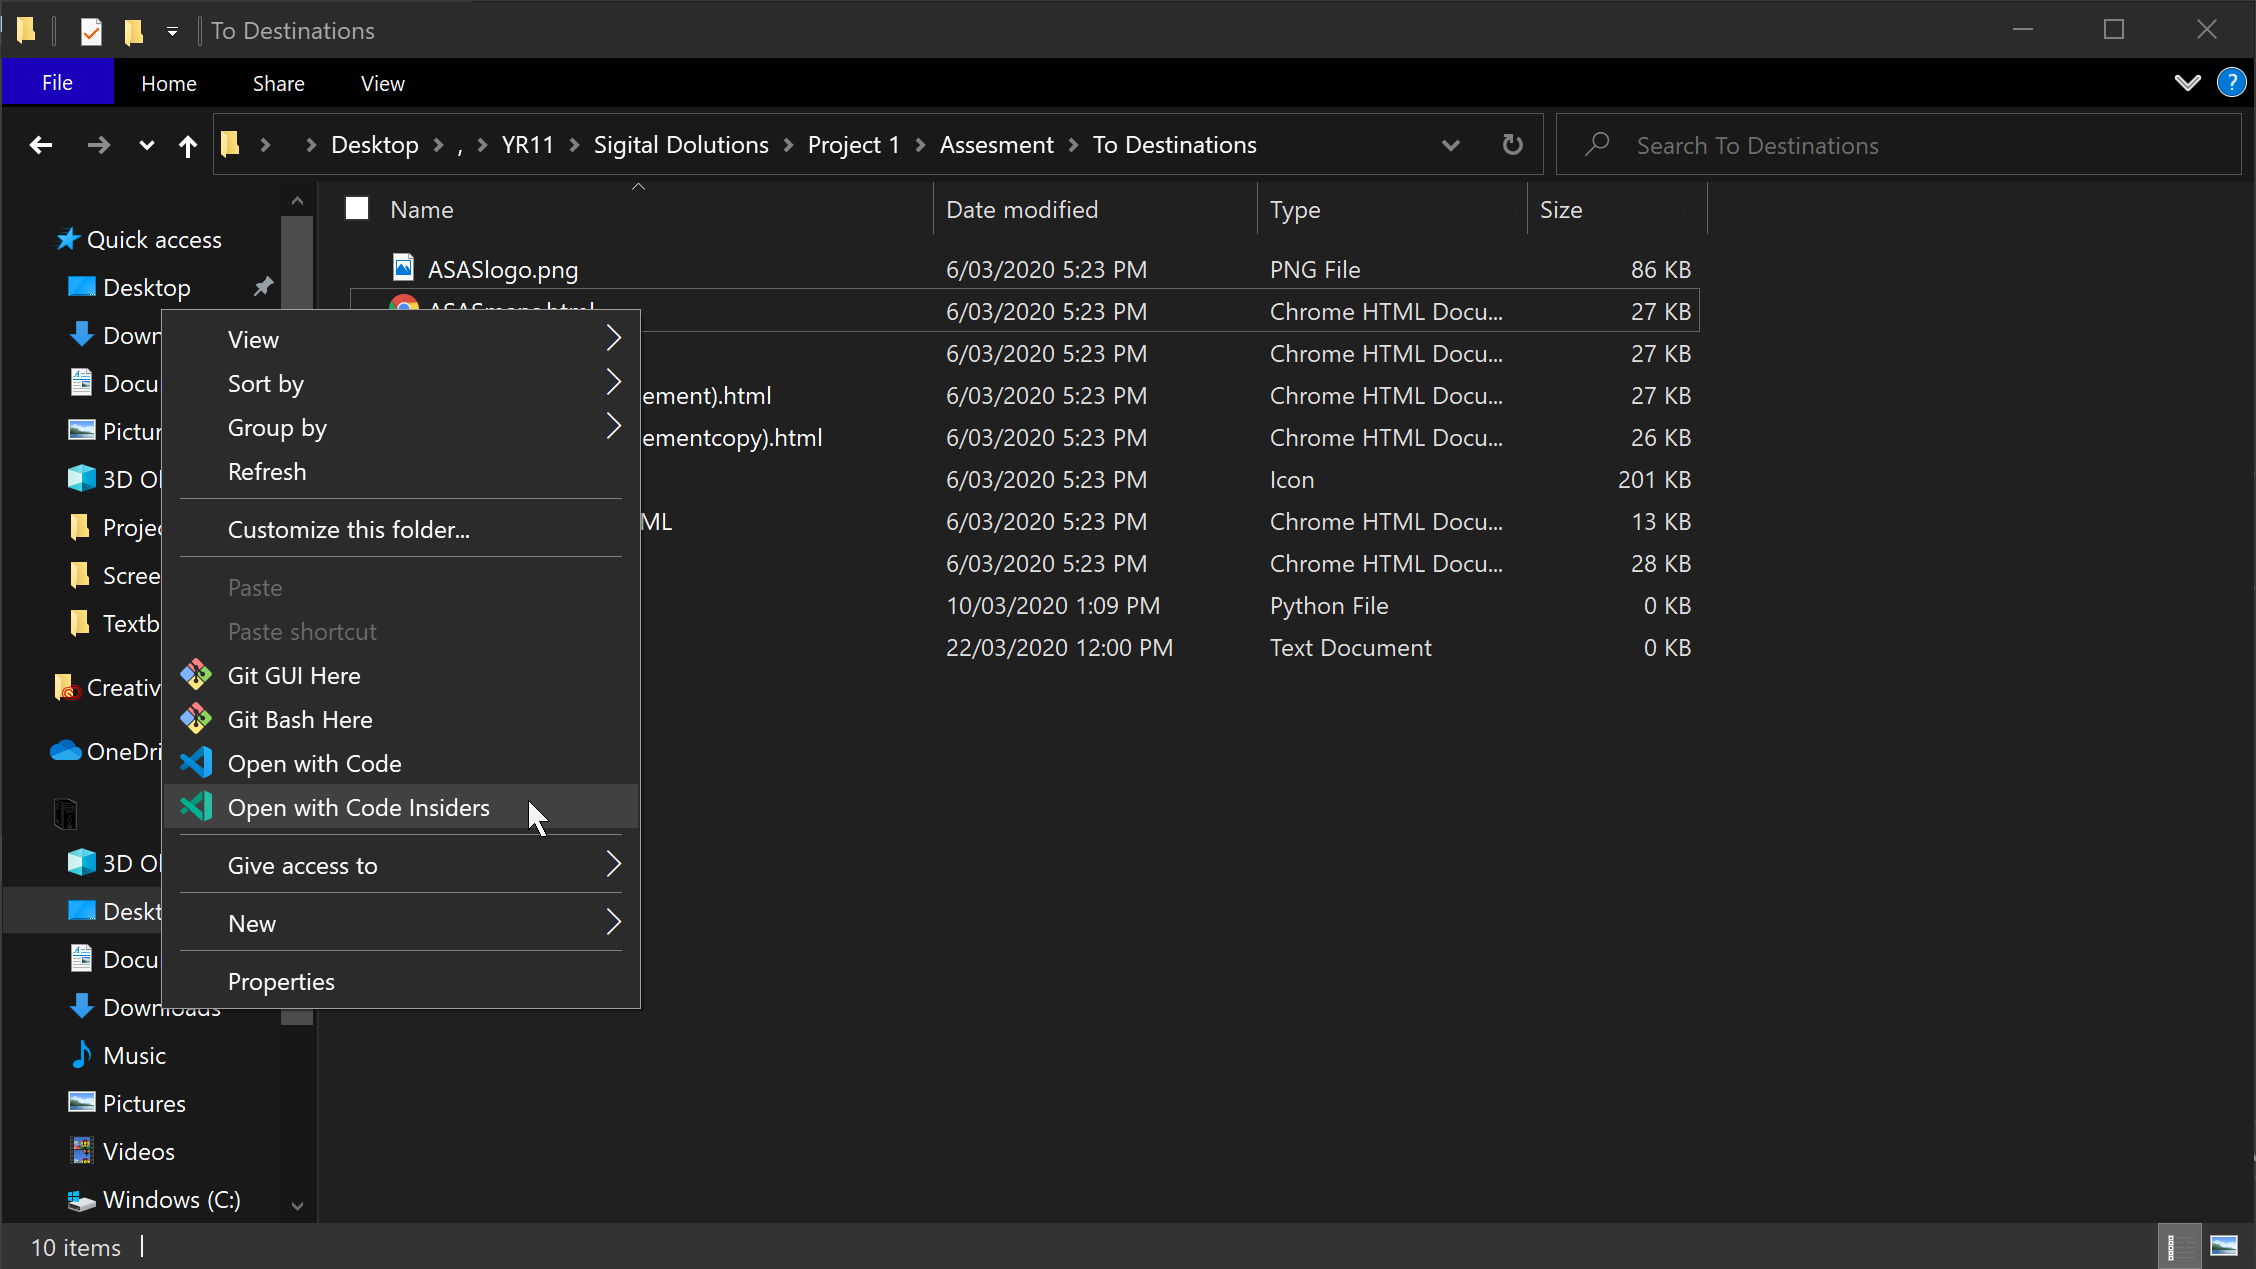 To Destinations
File Home Share View
?
Desktop , YR11 Sigital Dolutions Project 1 Assesment To Destinations
Search To Destinations
Name Date modified Type Size
Quick access
Desktop
Down
Docu
Pictur
3D Ol
Projec
Scree
Textb
Creativ
OneDri
3D Ol
Deskt
Docu
Downloads
Music
Pictures
Videos
Windows (C:)
ASASlogo.png 6/03/2020 5:23 PM PNG File 86 KB
6/03/2020 5:23 PM Chrome HTML Docu... 27 KB
6/03/2020 5:23 PM Chrome HTML Docu... 27 KB
ement).html 6/03/2020 5:23 PM Chrome HTML Docu... 27 KB
ementcopy).html 6/03/2020 5:23 PM Chrome HTML Docu... 26 KB
6/03/2020 5:23 PM Icon 201 KB
ML 6/03/2020 5:23 PM Chrome HTML Docu... 13 KB
6/03/2020 5:23 PM Chrome HTML Docu... 28 KB
10/03/2020 1:09 PM Python File 0 KB
22/03/2020 12:00 PM Text Document 0 KB
View
Sort by
Group by
Refresh
Customize this folder...
Paste
Paste shortcut
Git GUI Here
Git Bash Here
Open with Code
Open with Code Insiders
Give access to
New
Properties
10 items